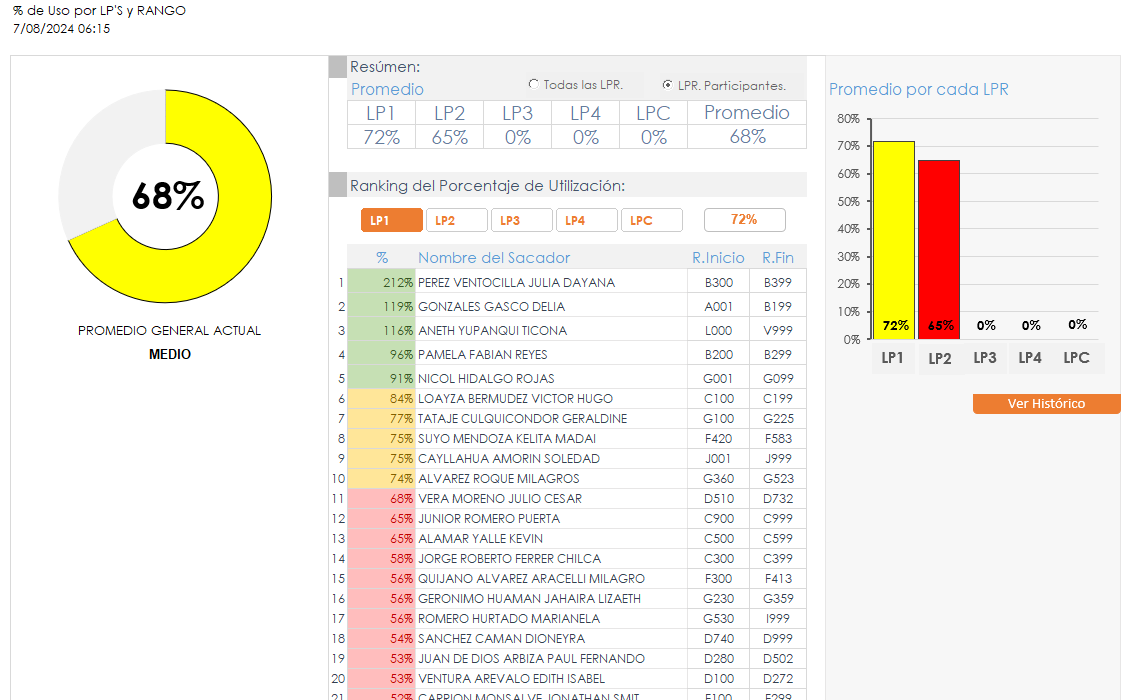 % de Uso por LP'S y RANGO
7/08/2024 06:15
68%
PROMEDIO GENERAL ACTUAL
MEDIO
Resúmen:
Promedio
Todas las LPR. LPR. Participantes.
LP1 LP2 LP3 LP4 LPC Promedio
72% 65% 0% 0% 0% 68%
Ranking del Porcentaje de Utilización:
LP1 LP2 LP3 LP4 LPC 72%
% Nombre del Sacador R.Inicio R.Fin
1 212% PEREZ VENTOCILLA JULIA DAYANA B300 B399
2 119% GONZALES GASCO DELIA A001 B199
3 116% ANETH YUPANQUI TICONA L000 V999
4 96% PAMELA FABIAN REYES B200 B299
5 91% NICOL HIDALGO ROJAS G001 G099
6 84% LOAYZA BERMUDEZ VICTOR HUGO C100 C199
7 77% TATAJE CULQUICONDOR GERALDINE G100 G225
8 75% SUYO MENDOZA KELITA MADAI F420 F583
9 75% CAYLLAHUA AMORIN SOLEDAD J001 J999
10 74% ALVAREZ ROQUE MILAGROS G360 G523
11 68% VERA MORENO JULIO CESAR D510 D732
12 65% JUNIOR ROMERO PUERTA C900 C999
13 65% ALAMAR YALLE KEVIN C500 C599
14 58% JORGE ROBERTO FERRER CHILCA C300 C399
15 56% QUIJANO ALVAREZ ARACELLI MILAGRO F300 F413
16 56% GERONIMO HUAMAN JAHAIRA LIZAETH G230 G359
17 56% ROMERO HURTADO MARIANELA G530 I999
18 54% SANCHEZ CAMAN DIONEYRA D740 D999
19 53% JUAN DE DIOS ARBIZA PAUL FERNANDO D280 D502
20 53% VENTURA AREVALO EDITH ISABEL D100 D272
21 52% CARRION MONSALVE JONATHAN SMIT F100 F299
Promedio por cada LPR
80%
70%
60%
50%
40%
30%
20%
10%
0%
72% 65% 0% 0% 0%
LP1 LP2 LP3 LP4 LPC
Ver Histórico